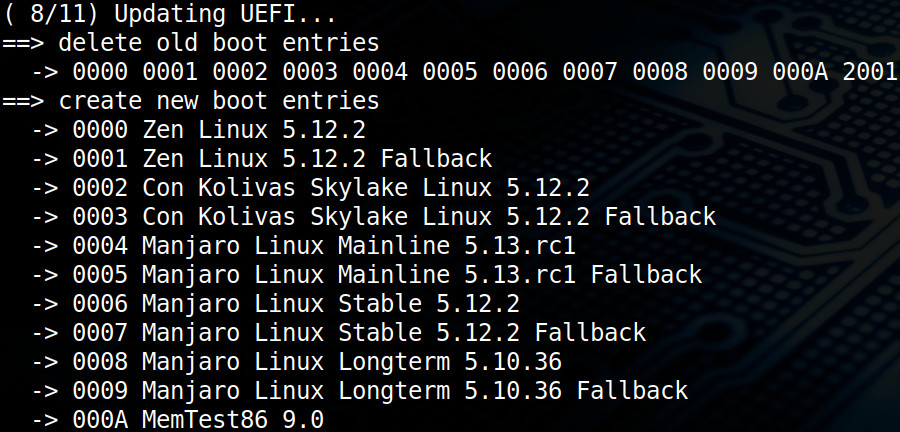 ( 8/11) Updating UEFI...
==> delete old boot entries
  -> 0000 0001 0002 0003 0004 0005 0006 0007 0008 0009 000A 2001
==> create new boot entries
  -> 0000 Zen Linux 5.12.2
  -> 0001 Zen Linux 5.12.2 Fallback
  -> 0002 Con Kolivas Skylake Linux 5.12.2
  -> 0003 Con Kolivas Skylake Linux 5.12.2 Fallback
  -> 0004 Manjaro Linux Mainline 5.13.rc1
  -> 0005 Manjaro Linux Mainline 5.13.rc1 Fallback
  -> 0006 Manjaro Linux Stable 5.12.2
  -> 0007 Manjaro Linux Stable 5.12.2 Fallback
  -> 0008 Manjaro Linux Longterm 5.10.36
  -> 0009 Manjaro Linux Longterm 5.10.36 Fallback
  -> 000A MemTest86 9.0